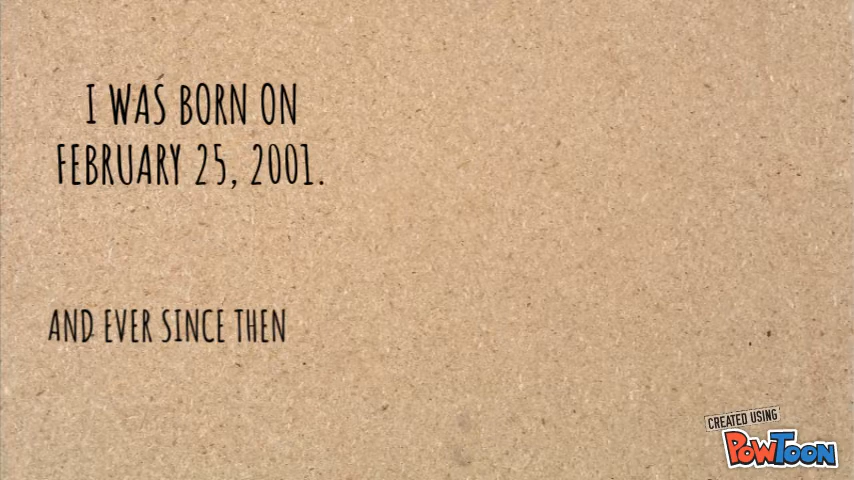 I WAS BORN ON
FEBRUARY 25, 2001.
AND EVER SINCE THEN
CREATED USING
POWTOON